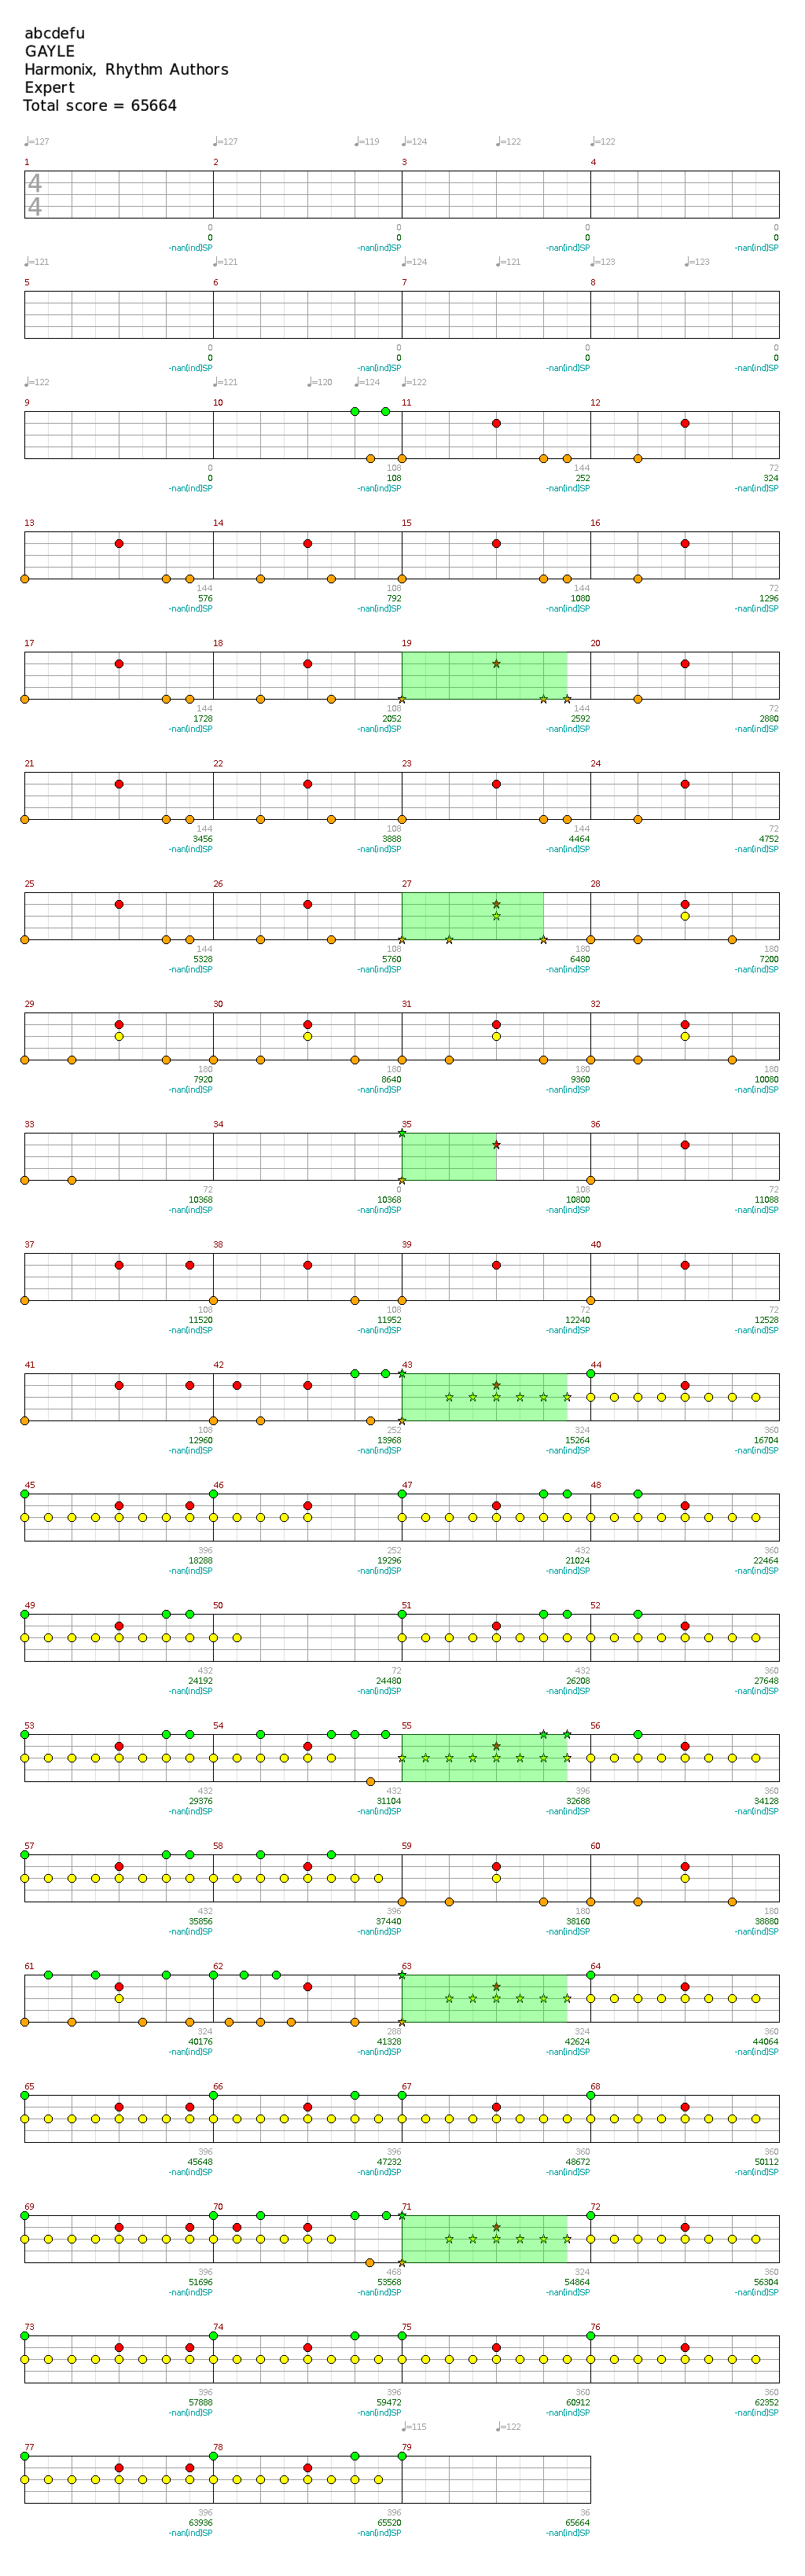 abcdefu
GAYLE
Harmonix, Rhythm Authors
Expert
Total score = 65664
♩=127 ♩=127 ♩=119 ♩=124 ♩=122 ♩=122
1 2 3 4
4
4
0 0 0 0
0 0 0 0
-nan(ind)SP -nan(ind)SP -nan(ind)SP -nan(ind)SP
♩=121 ♩=121 ♩=124 ♩=121 ♩=123 ♩=123
5 6 7 8
0 0 0 0
0 0 0 0
-nan(ind)SP -nan(ind)SP -nan(ind)SP -nan(ind)SP
♩=122 ♩=121 ♩=120 ♩=124 ♩=122
9 10 11 12
0 108 144 72
0 108 252 324
-nan(ind)SP -nan(ind)SP -nan(ind)SP -nan(ind)SP
13 14 15 16
144 108 144 72
576 792 1080 1296
-nan(ind)SP -nan(ind)SP -nan(ind)SP -nan(ind)SP
17 18 19 20
144 108 144 72
1728 2052 2592 2880
-nan(ind)SP -nan(ind)SP -nan(ind)SP -nan(ind)SP
21 22 23 24
144 108 144 72
3456 3888 4464 4752
-nan(ind)SP -nan(ind)SP -nan(ind)SP -nan(ind)SP
25 26 27 28
144 108 180 180
5328 5760 6480 7200
-nan(ind)SP -nan(ind)SP -nan(ind)SP -nan(ind)SP
29 30 31 32
180 180 180 180
7920 8640 9360 10080
-nan(ind)SP -nan(ind)SP -nan(ind)SP -nan(ind)SP
33 34 35 36
72 0 108 72
10368 10368 10800 11088
-nan(ind)SP -nan(ind)SP -nan(ind)SP -nan(ind)SP
37 38 39 40
108 108 72 72
11520 11952 12240 12528
-nan(ind)SP -nan(ind)SP -nan(ind)SP -nan(ind)SP
41 42 43 44
108 252 324 360
12960 13968 15264 16704
-nan(ind)SP -nan(ind)SP -nan(ind)SP -nan(ind)SP
45 46 47 48
396 252 432 360
18288 19296 21024 22464
-nan(ind)SP -nan(ind)SP -nan(ind)SP -nan(ind)SP
49 50 51 52
432 72 432 360
24192 24480 26208 27648
-nan(ind)SP -nan(ind)SP -nan(ind)SP -nan(ind)SP
53 54 55 56
432 432 396 360
29376 31104 32688 34128
-nan(ind)SP -nan(ind)SP -nan(ind)SP -nan(ind)SP
57 58 59 60
432 396 180 180
35856 37440 38160 38880
-nan(ind)SP -nan(ind)SP -nan(ind)SP -nan(ind)SP
61 62 63 64
324 288 324 360
40176 41328 42624 44064
-nan(ind)SP -nan(ind)SP -nan(ind)SP -nan(ind)SP
65 66 67 68
396 396 360 360
45648 47232 48672 50112
-nan(ind)SP -nan(ind)SP -nan(ind)SP -nan(ind)SP
69 70 71 72
396 468 324 360
51696 53568 54864 56304
-nan(ind)SP -nan(ind)SP -nan(ind)SP -nan(ind)SP
73 74 75 76
396 396 360 360
57888 59472 60912 62352
-nan(ind)SP -nan(ind)SP -nan(ind)SP -nan(ind)SP
♩=115 ♩=122
77 78 79
396 396 36
63936 65520 65664
-nan(ind)SP -nan(ind)SP -nan(ind)SP